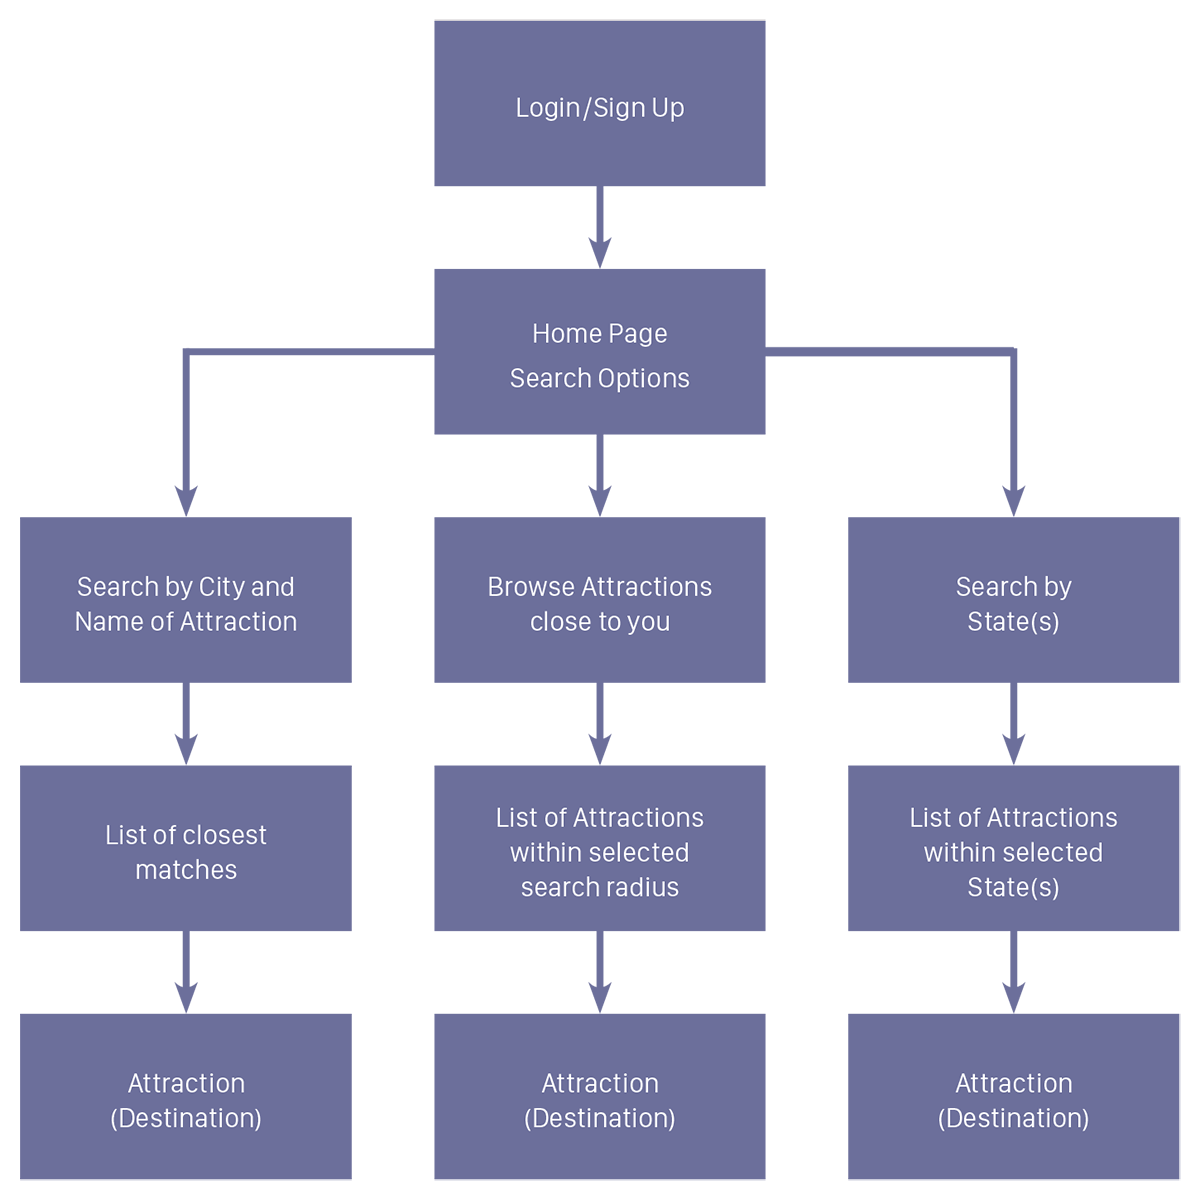 Login/Sign Up
Home Page
Search Options
Search by City and
Name of Attraction
Browse Attractions
close to you
Search by
State(s)
List of closest
matches
List of Attractions
within selected
search radius
List of Attractions
within selected
State(s)
Attraction
(Destination)
Attraction
(Destination)
Attraction
(Destination)